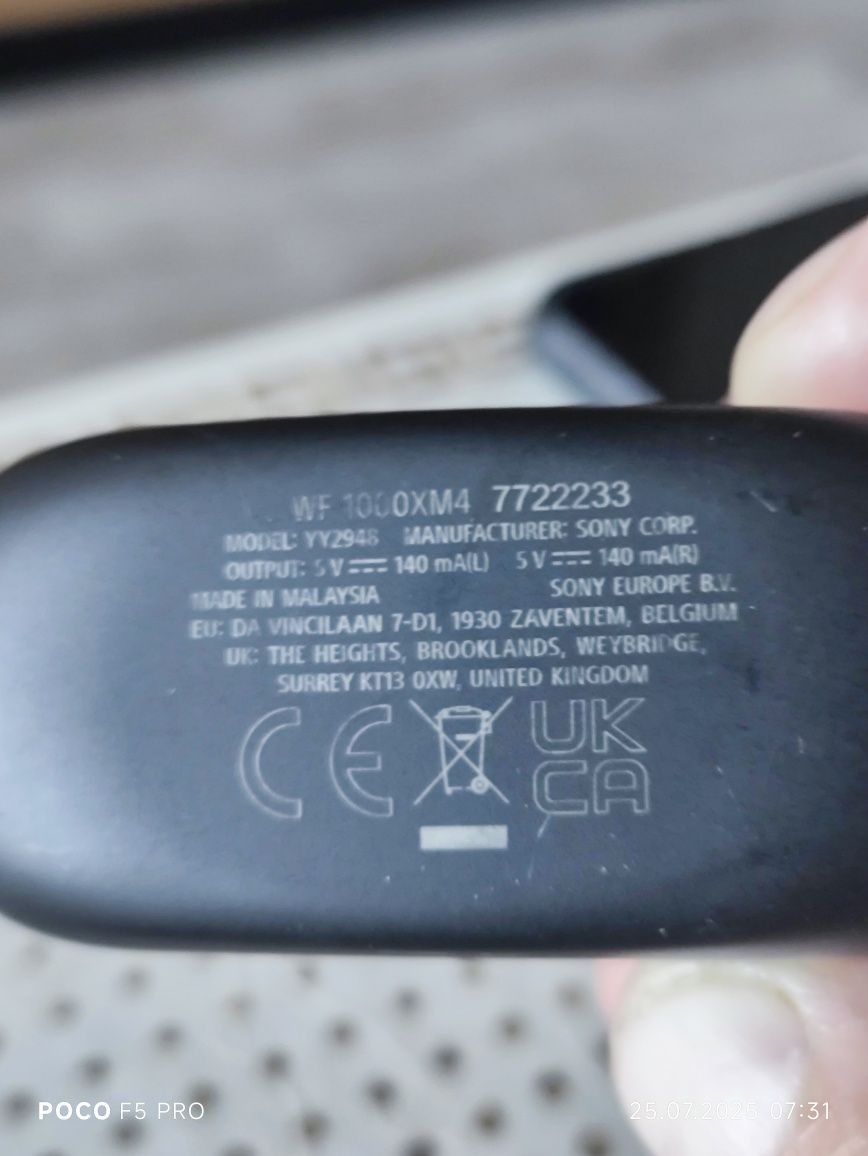 WF 1000XM4 7722233
MODEL: YY2948 MANUFACTURER: SONY CORP.
OUTPUT: 5 V ⎓ 140 mA(L) 5 V ⎓ 140 mA(R)
MADE IN MALAYSIA SONY EUROPE B.V.
EU: DA VINCILAAN 7-D1, 1930 ZAVENTEM, BELGIUM
UK: THE HEIGHTS, BROOKLANDS, WEYBRIDGE,
SURREY KT13 0XW, UNITED KINGDOM
CE UK
CA
POCO F5 PRO 25.07.2025 07:31